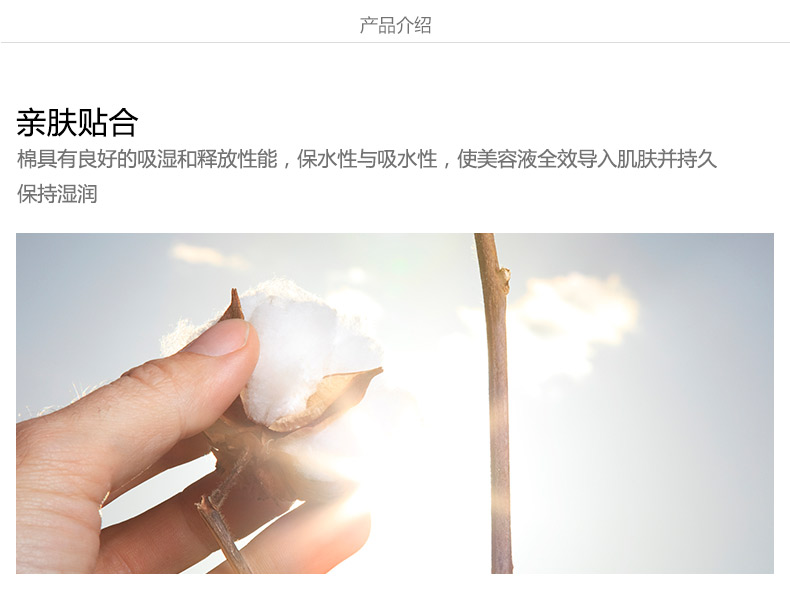 产品介绍
亲肤贴合
棉具有良好的吸湿和释放性能，保水性与吸水性，使美容液全效导入肌肤并持久
保持湿润